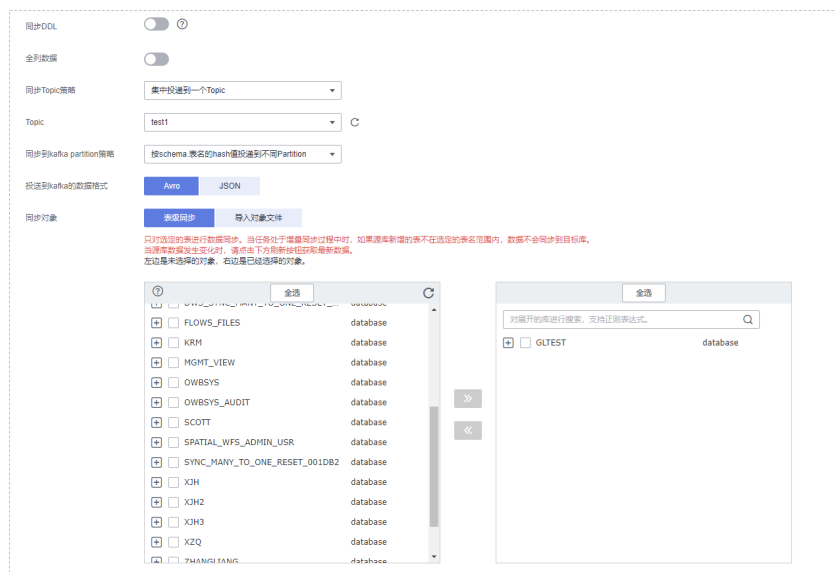 同步DDL
全列数据
同步Topic策略
集中投递到一个Topic
Topic
test1
同步到kafka partition策略
按schema.表名的hash值投递到不同Partition
投送到kafka的数据格式
Avro
JSON
同步对象
表级同步
导入对象文件
只对选定的表进行数据同步。当任务处于增量同步过程中时，如果源库新增的表不在选定的表名范围内，数据不会同步到目标库。
当源库数据发生变化时，请点击下方刷新按钮获取最新数据。
左边是未选择的对象，右边是已经选择的对象。
全选
DWS_SYNC_MANY_TO_ONE_RESET_... database
FLOWS_FILES database
KRM database
MGMT_VIEW database
OWBSYS database
OWBSYS_AUDIT database
SCOTT database
SPATIAL_WFS_ADMIN_USR database
SYNC_MANY_TO_ONE_RESET_001DB2 database
XJH database
XJH2 database
XJH3 database
XZQ database
ZHANGLIANG database
全选
对展开的库进行搜索，支持正则表达式。
GLTEST database